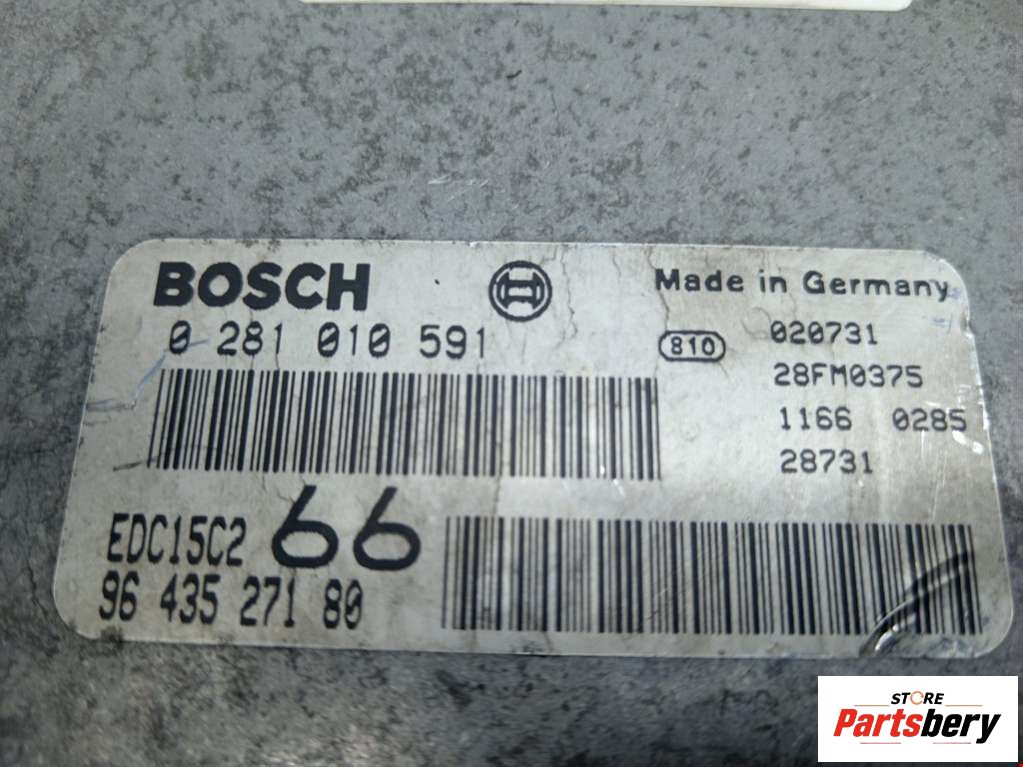 BOSCH
Made in Germany
0 281 010 591
810
020731
28FM0375
1166 0285
28731
EDC15C2 66
96 435 271 80
STORE
Partsbery